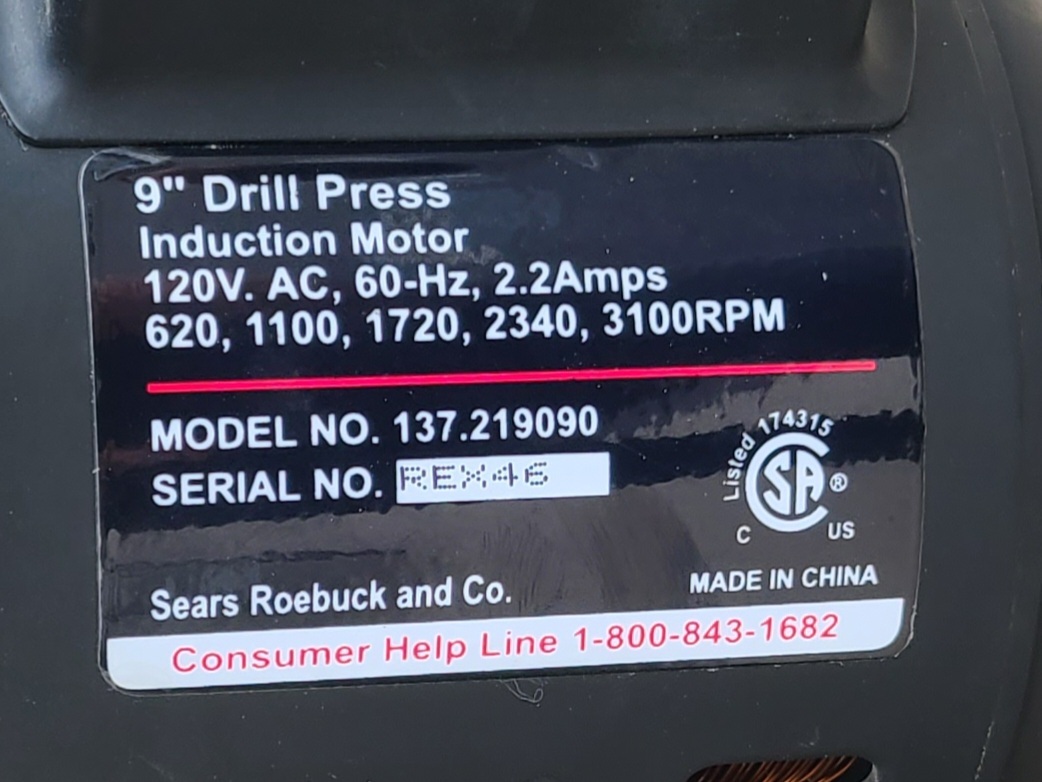 9" Drill Press
Induction Motor
120V. AC, 60-Hz, 2.2Amps
620, 1100, 1720, 2340, 3100RPM
MODEL NO. 137.219090
SERIAL NO. REX46
Listed 174315
SA ®
C US
Sears Roebuck and Co.
MADE IN CHINA
Consumer Help Line 1-800-843-1682